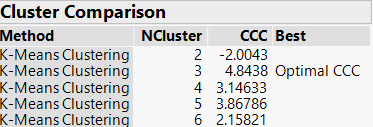 Cluster Comparison
Method NCluster CCC Best
K-Means Clustering 2 -2.0043
K-Means Clustering 3 4.8438 Optimal CCC
K-Means Clustering 4 3.14633
K-Means Clustering 5 3.86786
K-Means Clustering 6 2.15821